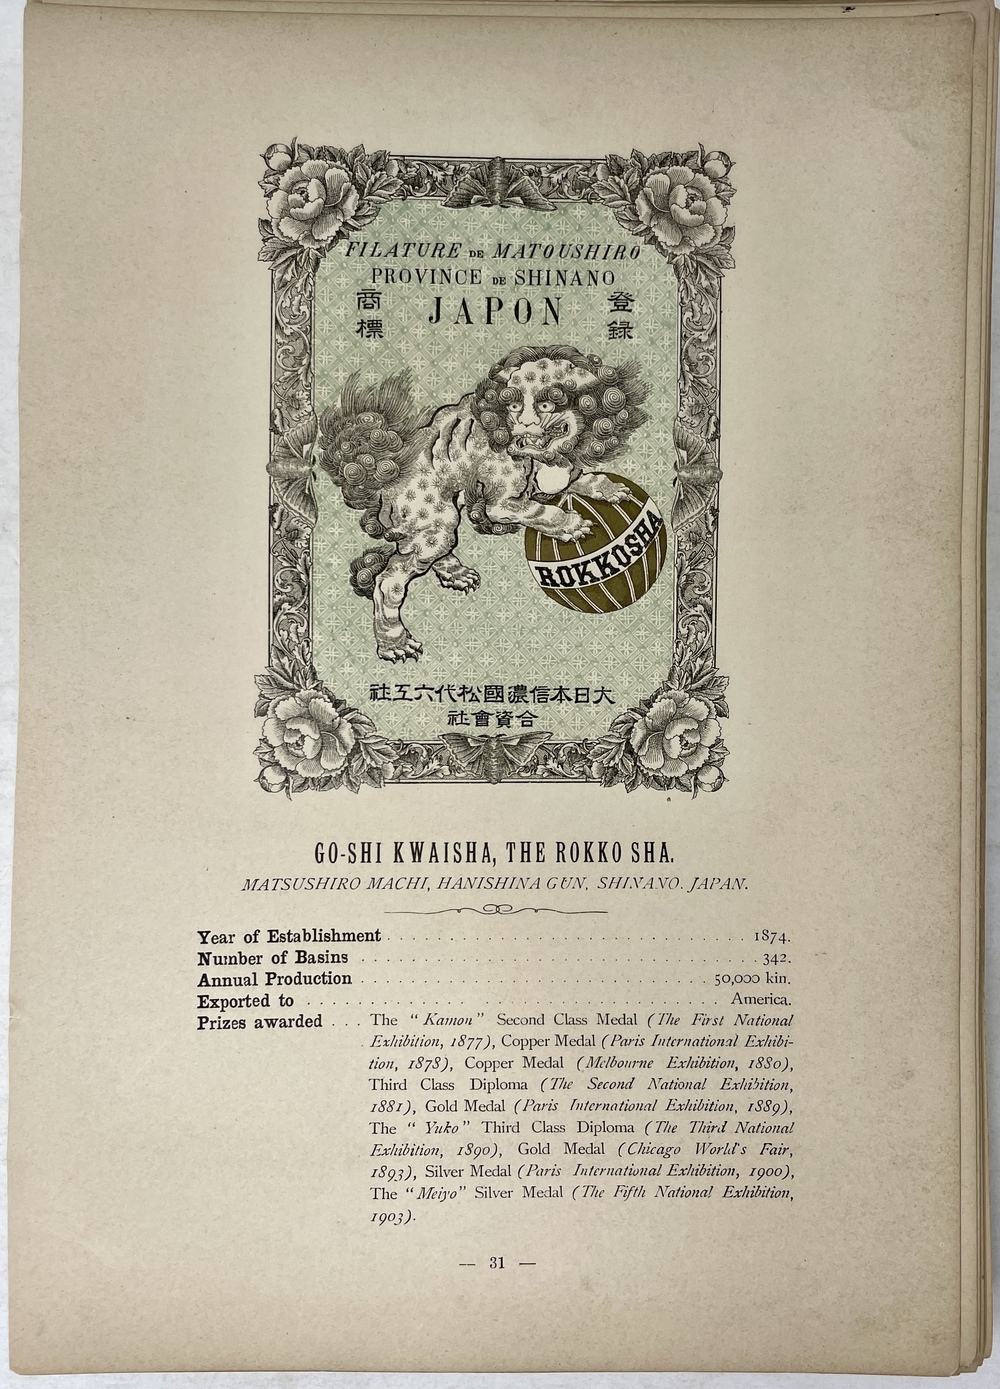 FILATURE DE MATOUSHIRO
PROVINCE DE SHINANO
JAPON
登録
商標
ROKKOSHA
大日本信濃國松代六工社
合資會社
GO-SHI KWAISHA, THE ROKKO SHA.
MATSUSHIRO MACHI, HANISHINA GUN, SHINANO. JAPAN.
Year of Establishment . . . . . . . . . . . . . . . . . . . . . . . . . . . . . 1874.
Number of Basins . . . . . . . . . . . . . . . . . . . . . . . . . . . . . . . . 342.
Annual Production . . . . . . . . . . . . . . . . . . . . . . . . . . . . 50,000 kin.
Exported to . . . . . . . . . . . . . . . . . . . . . . . . . . . . . . . . . America.
Prizes awarded . . . The "Kamon" Second Class Medal (The First National
Exhibition, 1877), Copper Medal (Paris International Exhibi-
tion, 1878), Copper Medal (Melbourne Exhibition, 1880),
Third Class Diploma (The Second National Exhibition,
1881), Gold Medal (Paris International Exhibition, 1889),
The "Yuko" Third Class Diploma (The Third National
Exhibition, 1890), Gold Medal (Chicago World's Fair,
1893), Silver Medal (Paris International Exhibition, 1900),
The "Meiyo" Silver Medal (The Fifth National Exhibition,
1903).
— 31 —